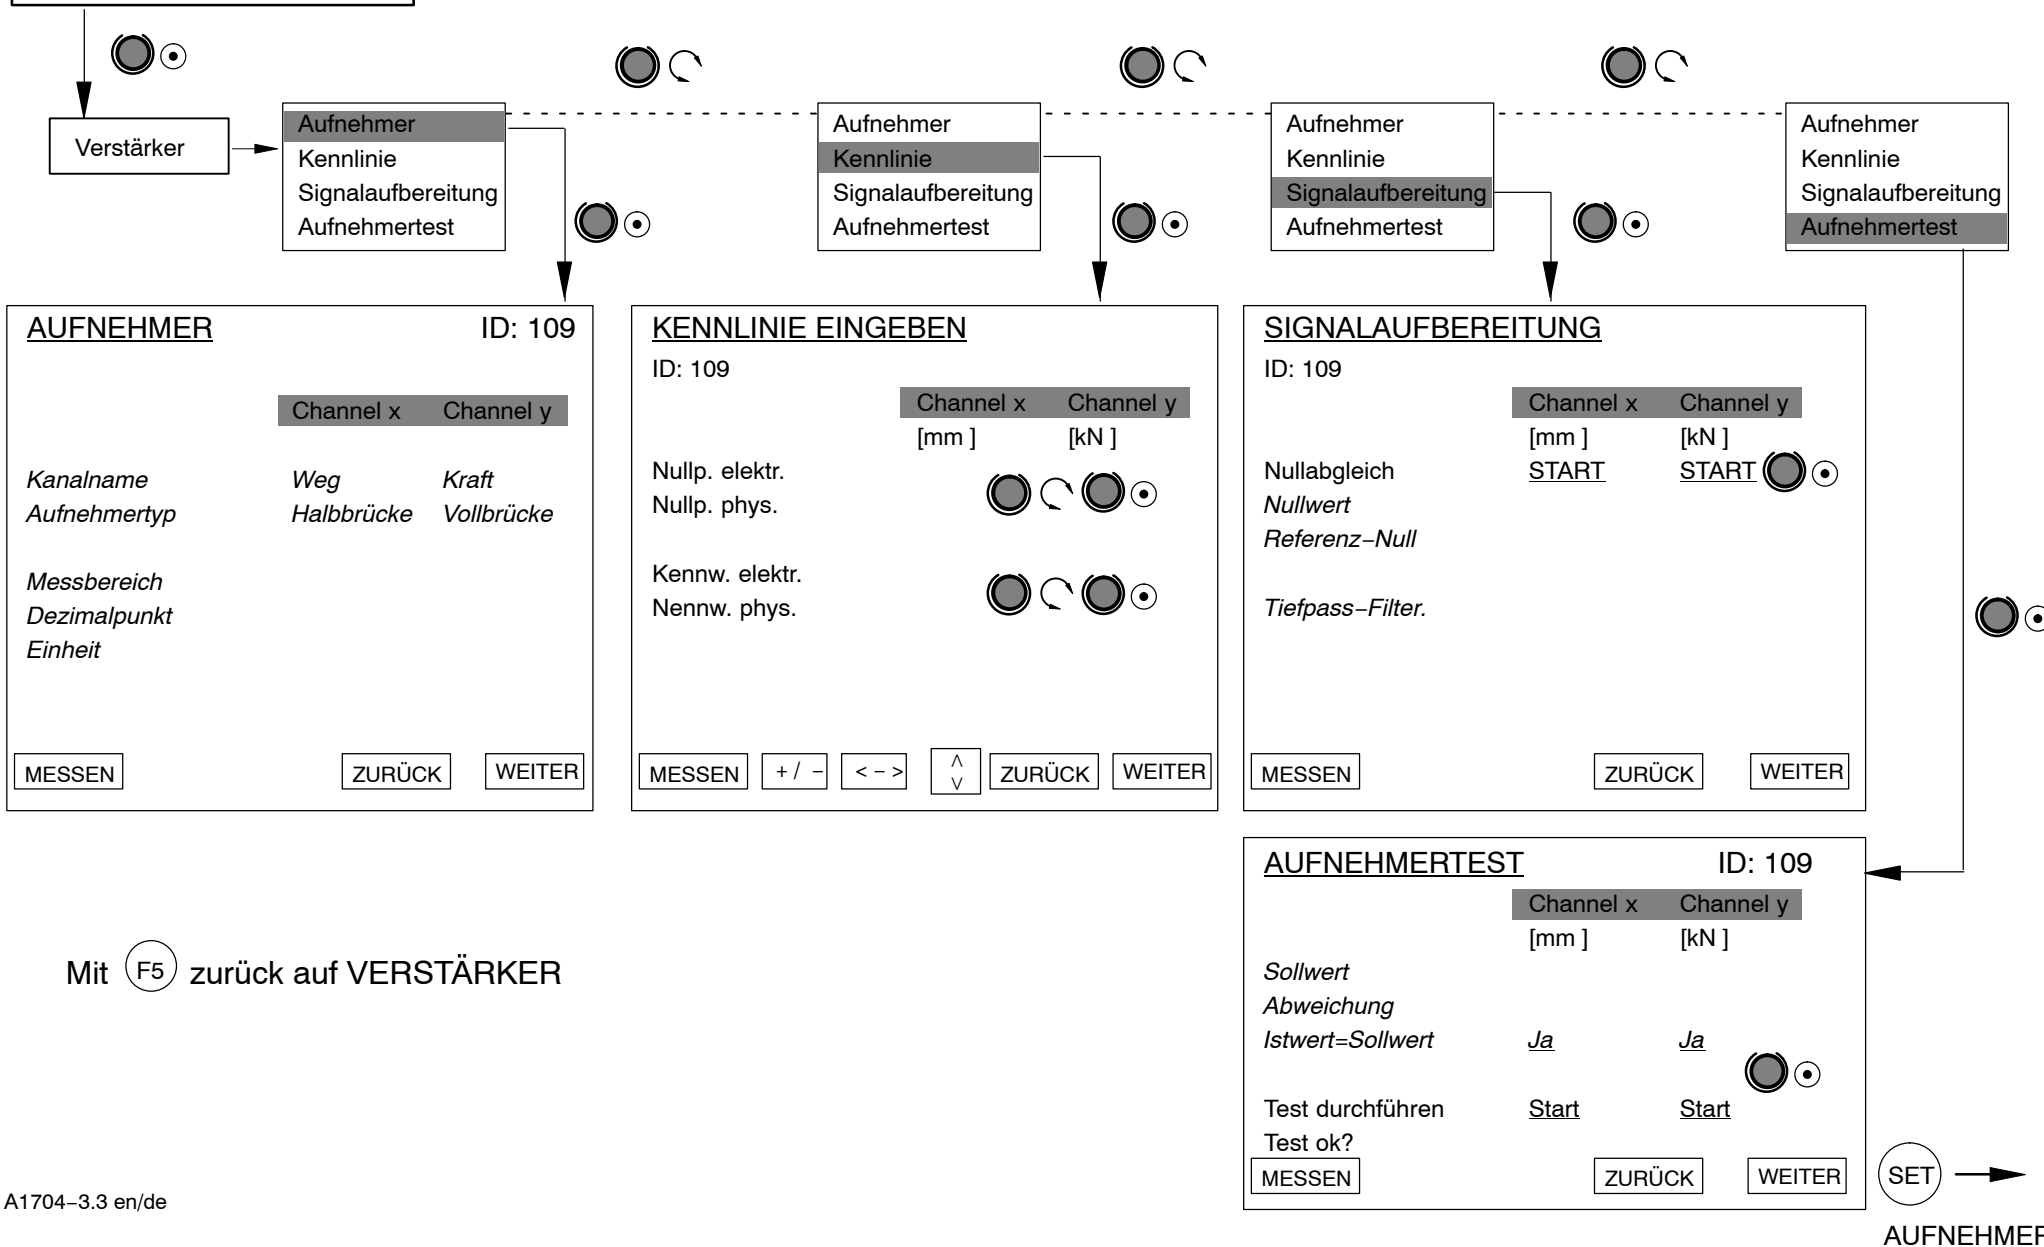 Verstärker
Aufnehmer
Kennlinie
Signalaufbereitung
Aufnehmertest
Aufnehmer
Kennlinie
Signalaufbereitung
Aufnehmertest
Aufnehmer
Kennlinie
Signalaufbereitung
Aufnehmertest
Aufnehmer
Kennlinie
Signalaufbereitung
Aufnehmertest
AUFNEHMER ID: 109
Channel x Channel y
Kanalname Weg Kraft
Aufnehmertyp Halbbrücke Vollbrücke
Messbereich
Dezimalpunkt
Einheit
MESSEN ZURÜCK WEITER
KENNLINIE EINGEBEN
ID: 109
Channel x Channel y
[mm ] [kN ]
Nullp. elektr.
Nullp. phys.
Kennw. elektr.
Nennw. phys.
MESSEN + / − < − > ^ v ZURÜCK WEITER
SIGNALAUFBEREITUNG
ID: 109
Channel x Channel y
[mm ] [kN ]
Nullabgleich START START
Nullwert
Referenz−Null
Tiefpass−Filter.
MESSEN ZURÜCK WEITER
AUFNEHMERTEST ID: 109
Channel x Channel y
[mm ] [kN ]
Sollwert
Abweichung
Istwert=Sollwert Ja Ja
Test durchführen Start Start
Test ok?
MESSEN ZURÜCK WEITER
SET
AUFNEHMER
Mit F5 zurück auf VERSTÄRKER
A1704−3.3 en/de